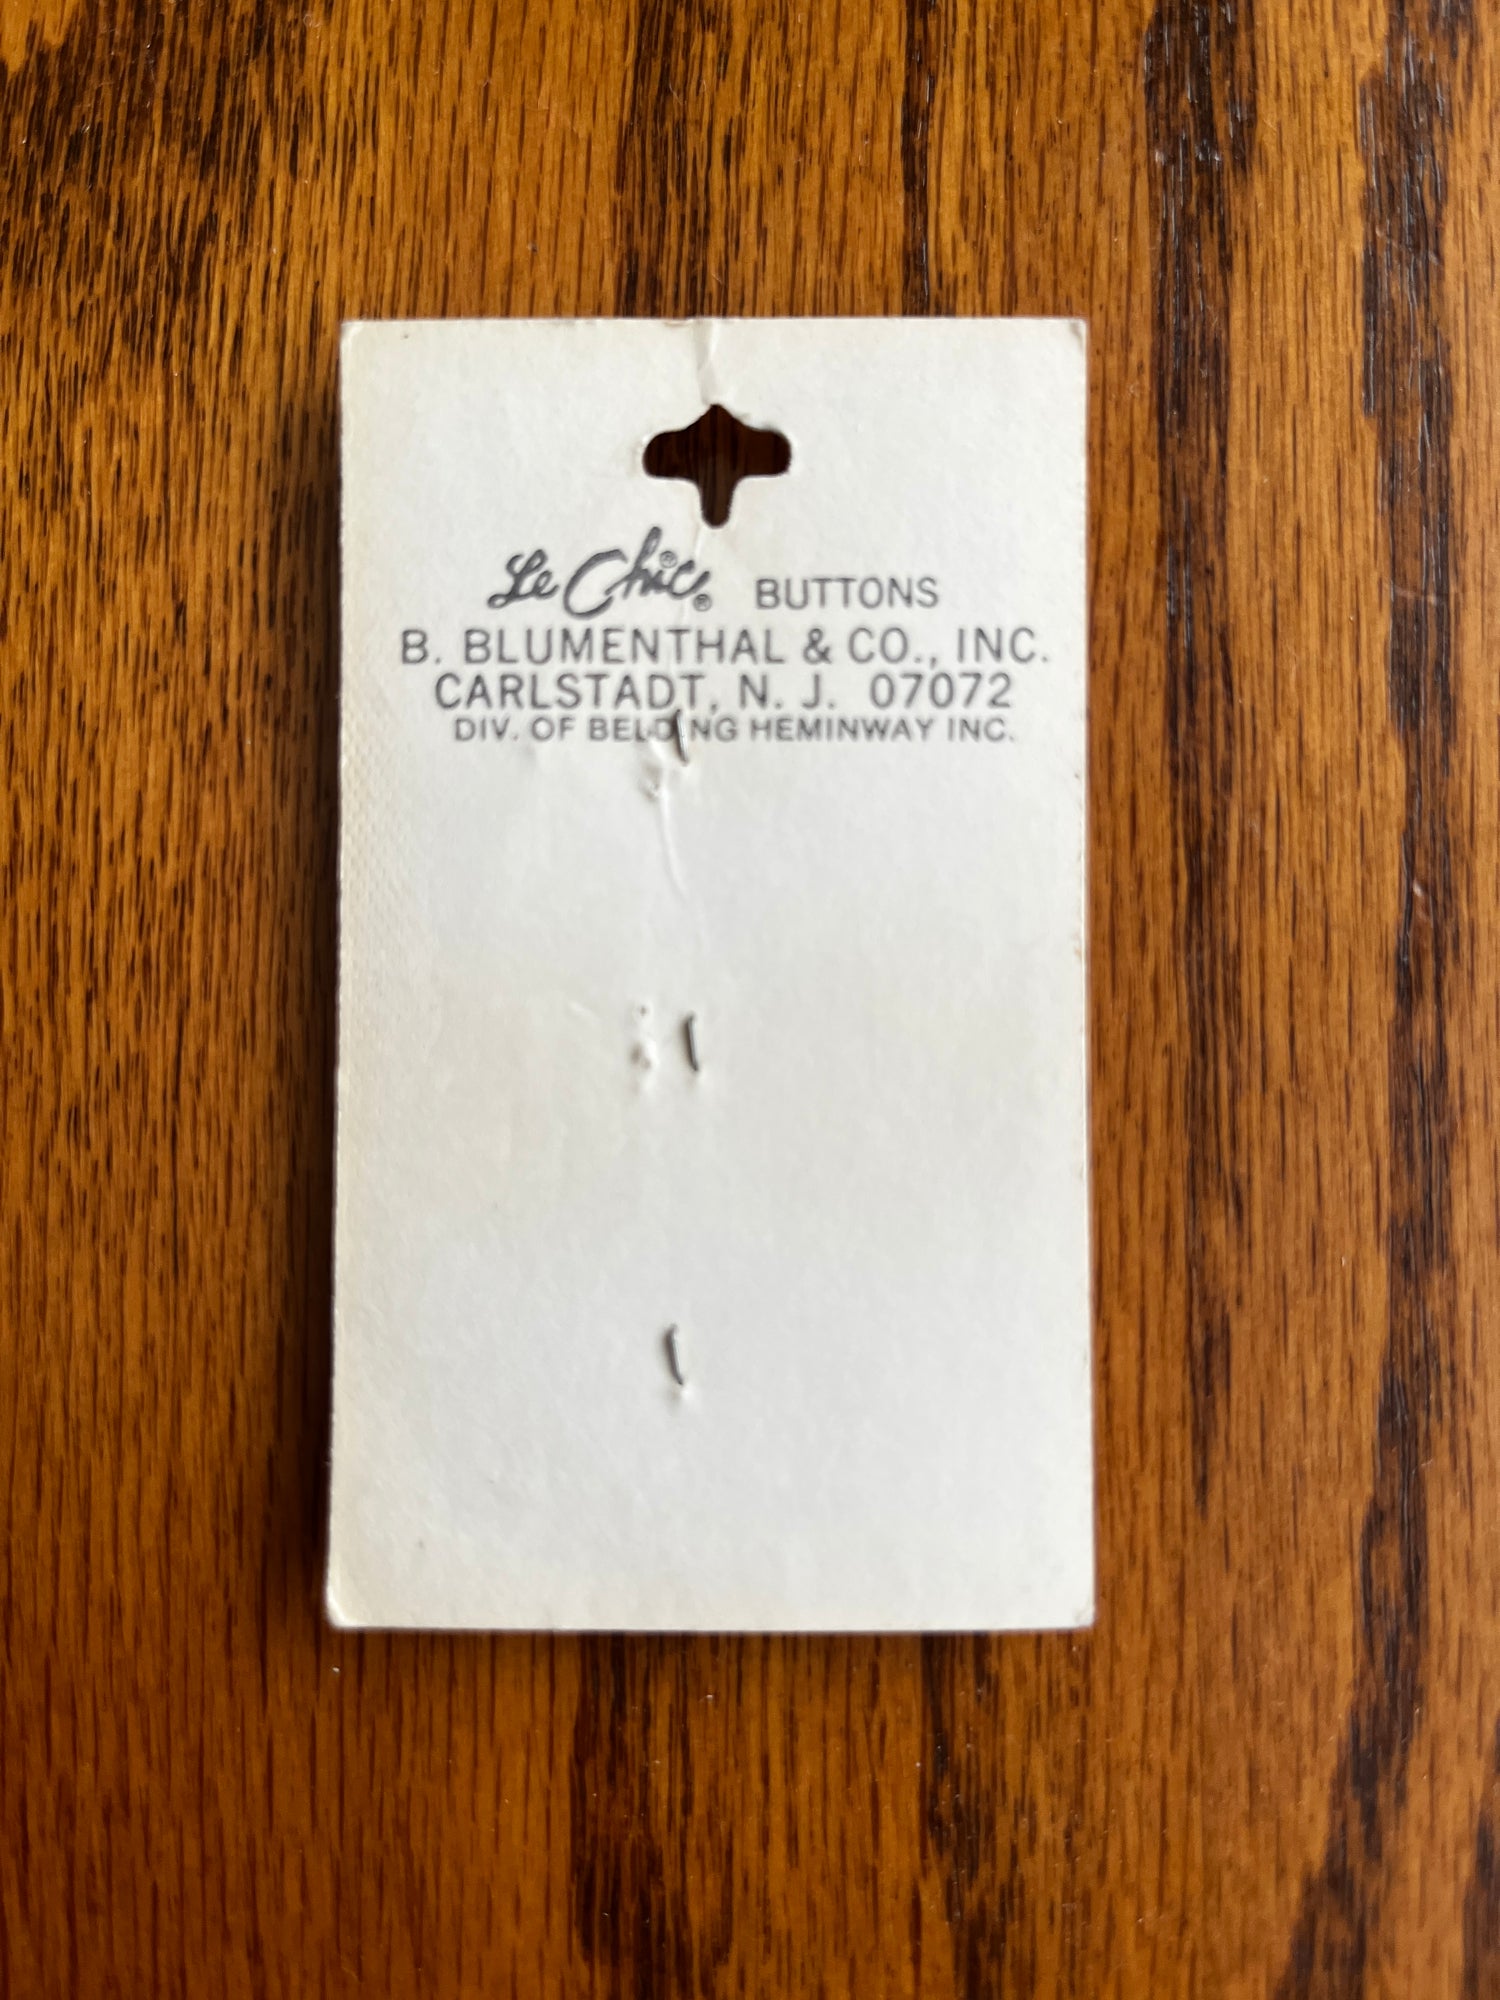 Le Chic® BUTTONS
B. BLUMENTHAL & CO., INC.
CARLSTADT, N. J. 07072
DIV. OF BELDING HEMINWAY INC.